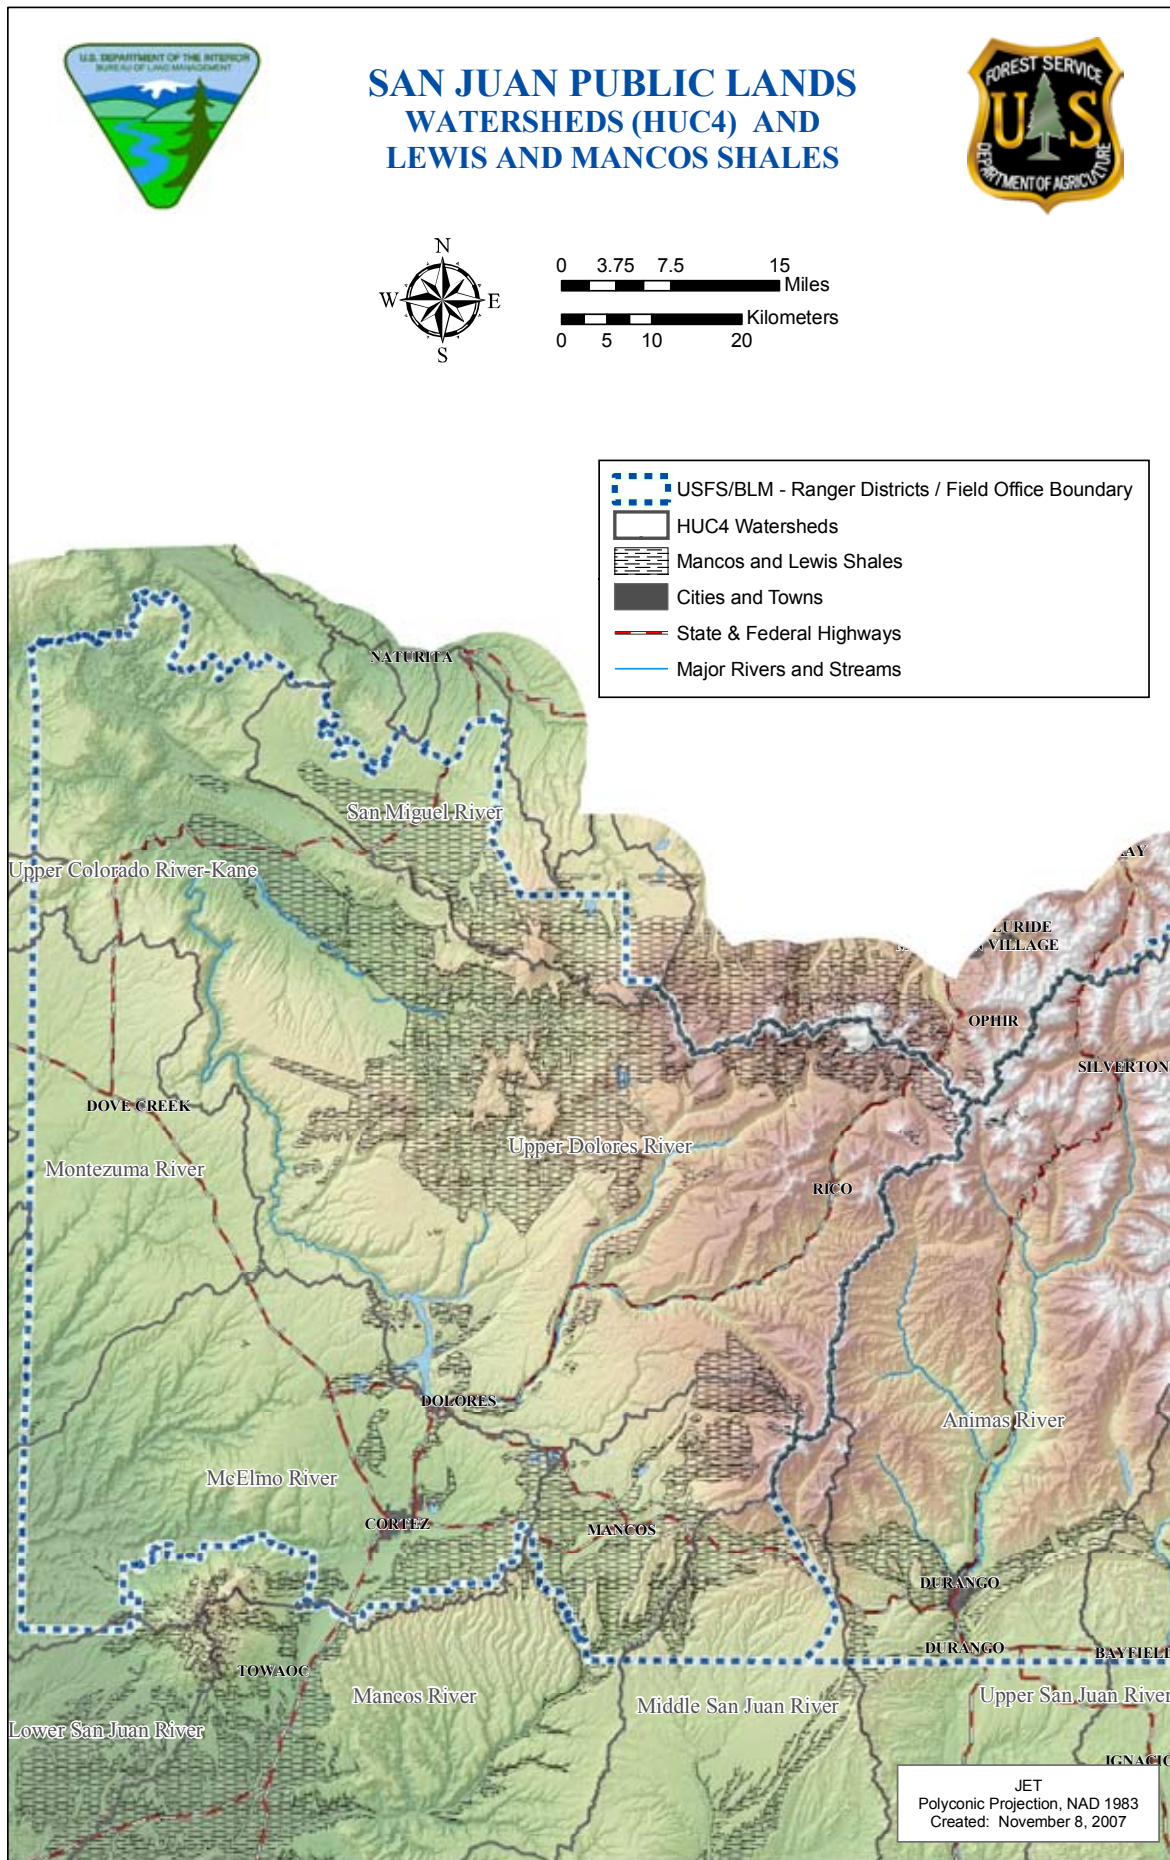 U.S. DEPARTMENT OF THE INTERIOR
BUREAU OF LAND MANAGEMENT
SAN JUAN PUBLIC LANDS
WATERSHEDS (HUC4) AND
LEWIS AND MANCOS SHALES
FOREST SERVICE
U S
DEPARTMENT OF AGRICULTURE
N
W E
S
0 3.75 7.5 15
Miles
Kilometers
0 5 10 20
USFS/BLM - Ranger Districts / Field Office Boundary
HUC4 Watersheds
Mancos and Lewis Shales
Cities and Towns
State & Federal Highways
Major Rivers and Streams
NATURITA
San Miguel River
Upper Colorado River-Kane
AY
LURIDE
VILLAGE
OPHIR
SILVERTON
DOVE CREEK
Upper Dolores River
Montezuma River
RICO
DOLORES
Animas River
McElmo River
CORTEZ
MANCOS
DURANGO
DURANGO
BAYFIELD
TOWAOC
Mancos River
Middle San Juan River
Upper San Juan River
Lower San Juan River
IGNACIO
JET
Polyconic Projection, NAD 1983
Created: November 8, 2007